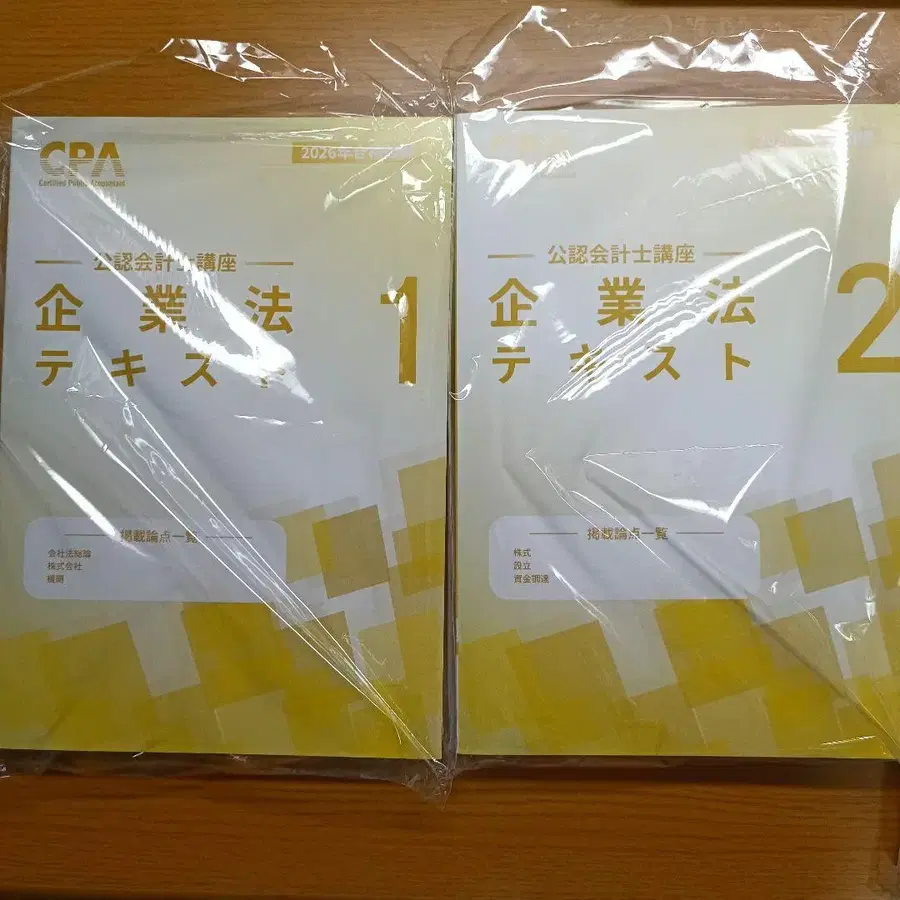 CPA
Certified Public Accountant
2026年合格
公認会計士講座
企業法
テキスト
1
掲載論点一覧
会社法総論
株式会社
機関
公認会計士講座
企業法
テキスト
2
掲載論点一覧
株式
設立
資金調達